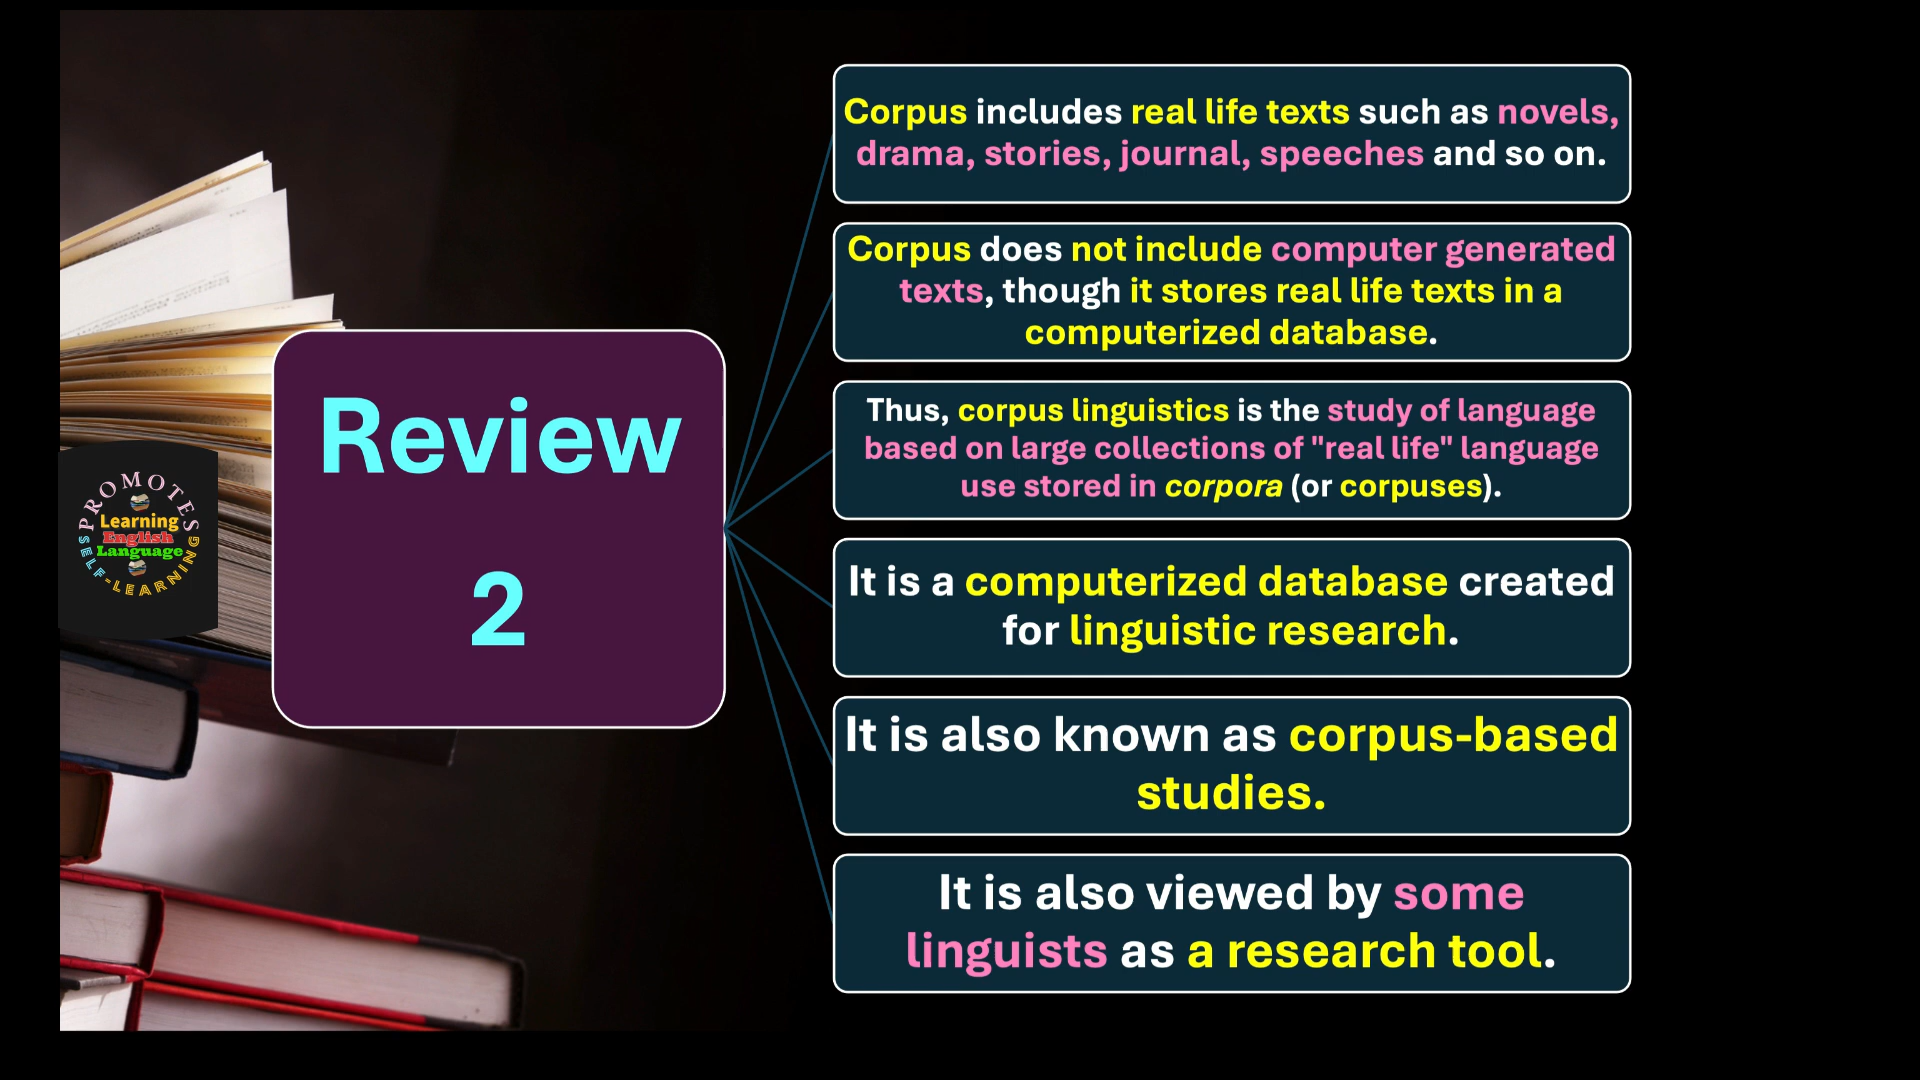 Corpus includes real life texts such as novels,
drama, stories, journal, speeches and so on.
Corpus does not include computer generated
texts, though it stores real life texts in a
computerized database.
Thus, corpus linguistics is the study of language
based on large collections of "real life" language
use stored in corpora (or corpuses).
It is a computerized database created
for linguistic research.
It is also known as corpus-based
studies.
It is also viewed by some
linguists as a research tool.
Review
2
PROMOTES
Learning
English
Language
SELF-LEARNING